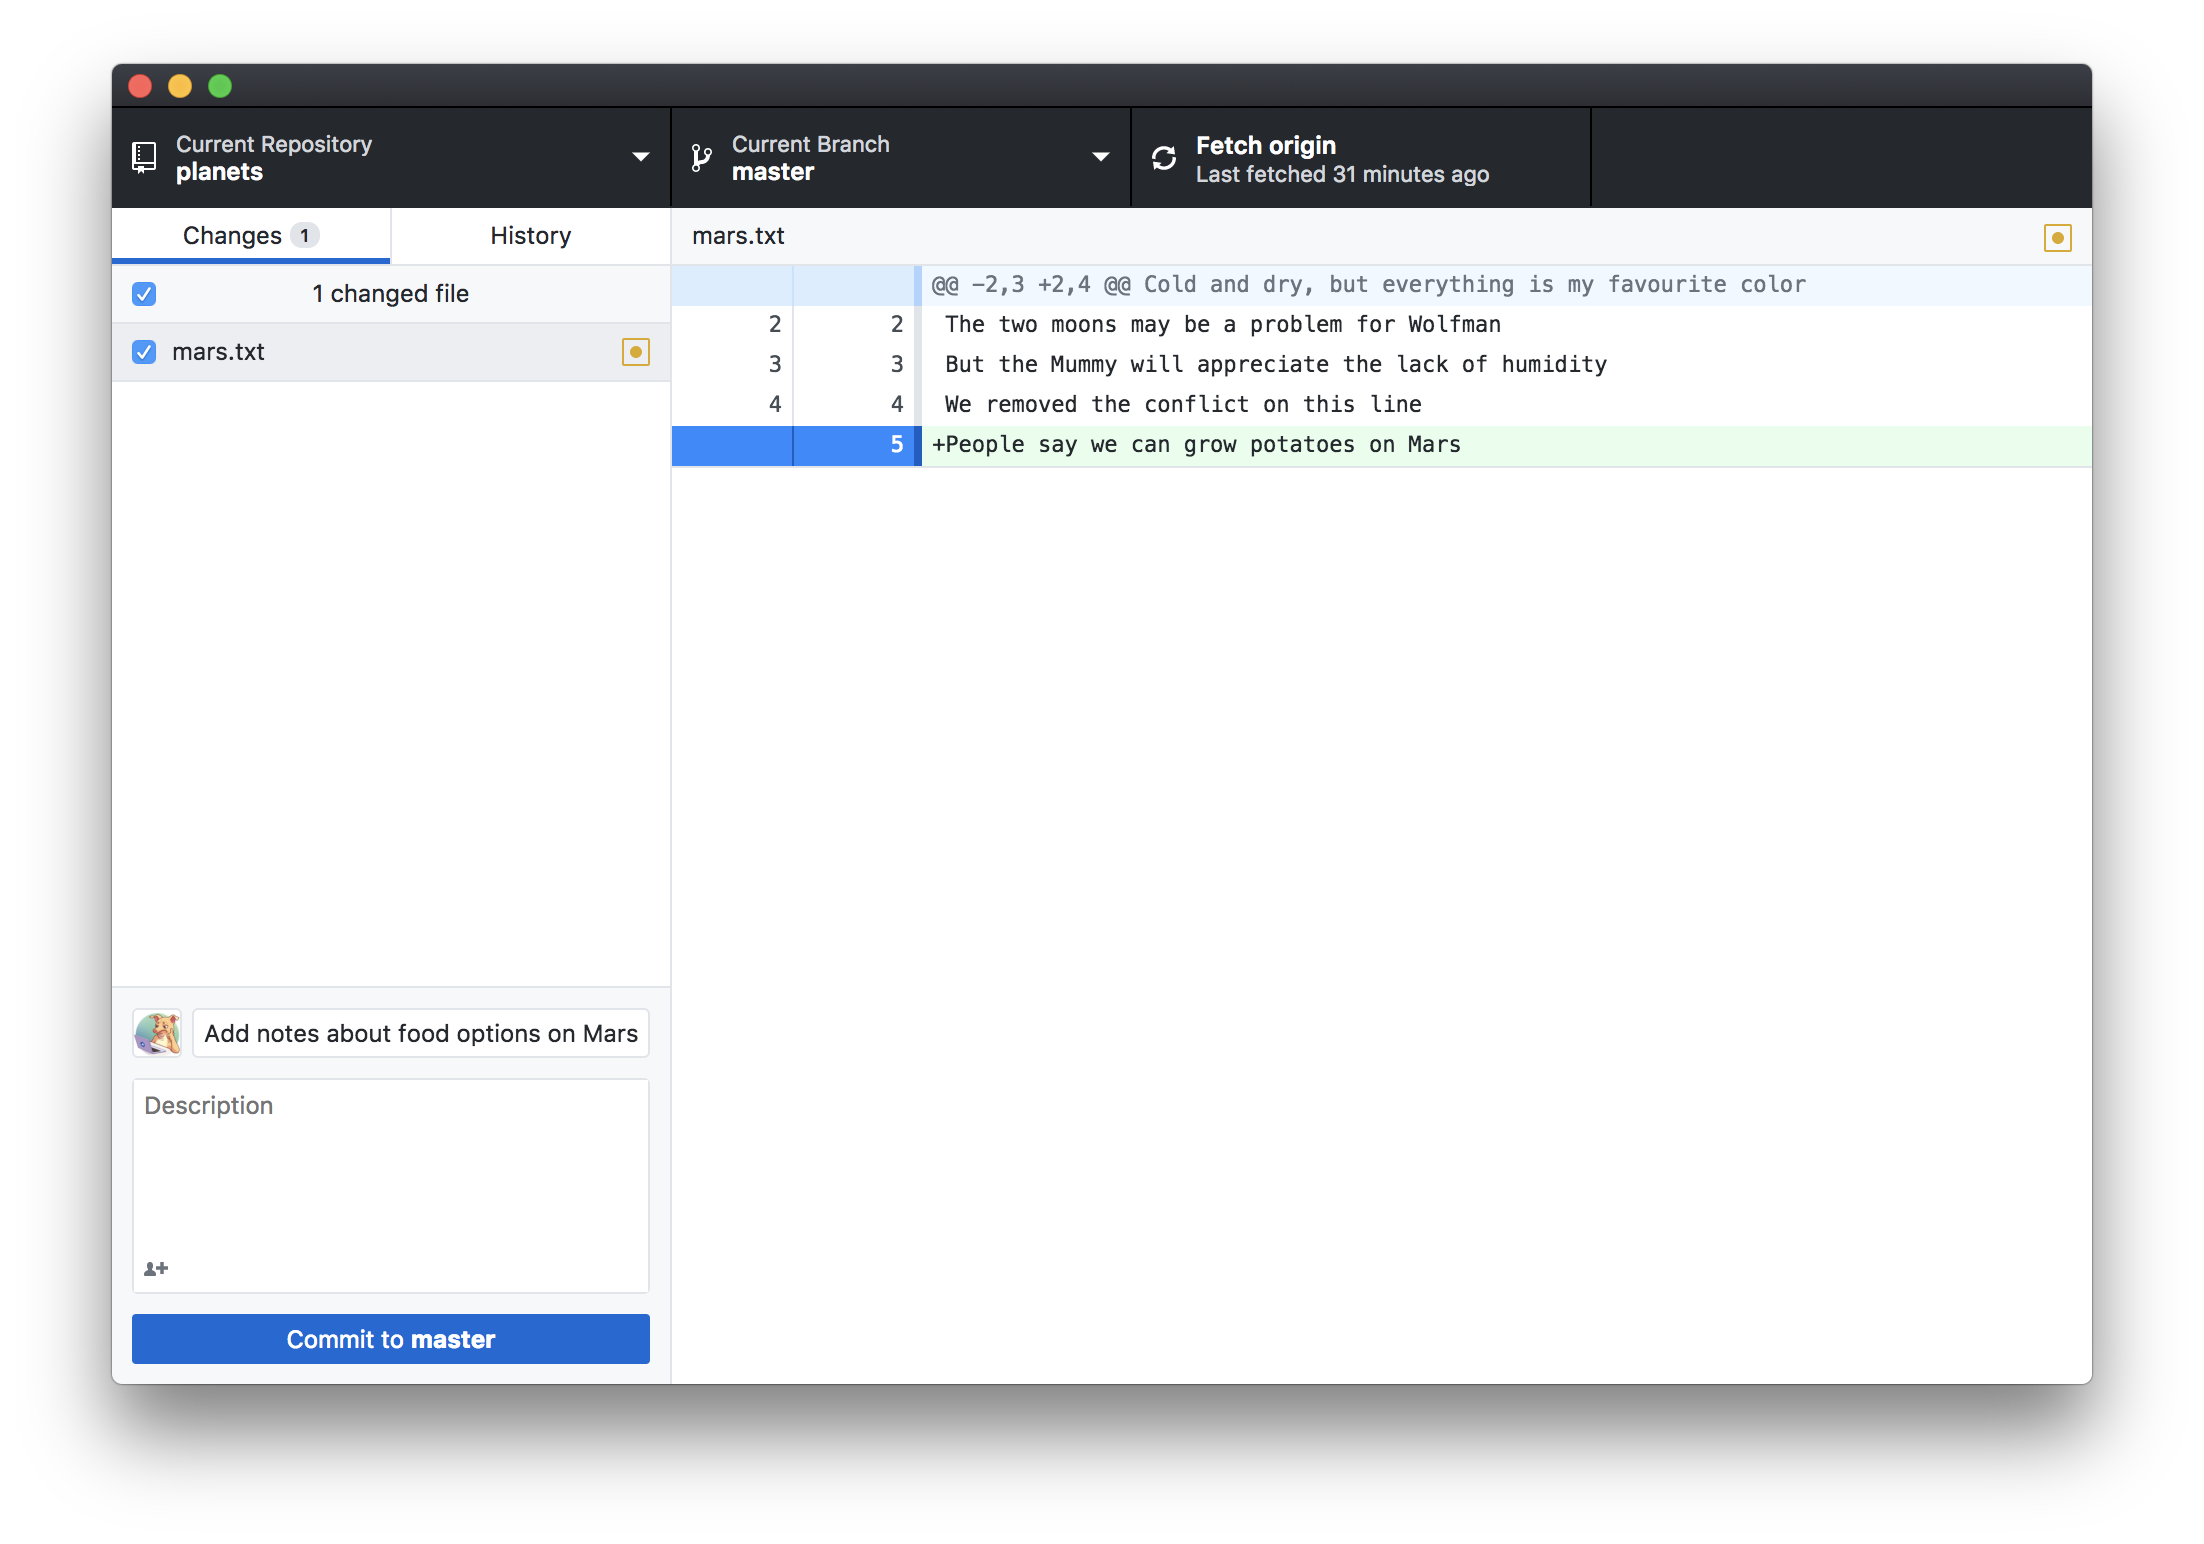 Current Repository
planets
Current Branch
master
Fetch origin
Last fetched 31 minutes ago
Changes 1
History
mars.txt
1 changed file
mars.txt
@@ -2,3 +2,4 @@ Cold and dry, but everything is my favourite color
2 2 The two moons may be a problem for Wolfman
3 3 But the Mummy will appreciate the lack of humidity
4 4 We removed the conflict on this line
5 +People say we can grow potatoes on Mars
Add notes about food options on Mars
Description
Commit to master